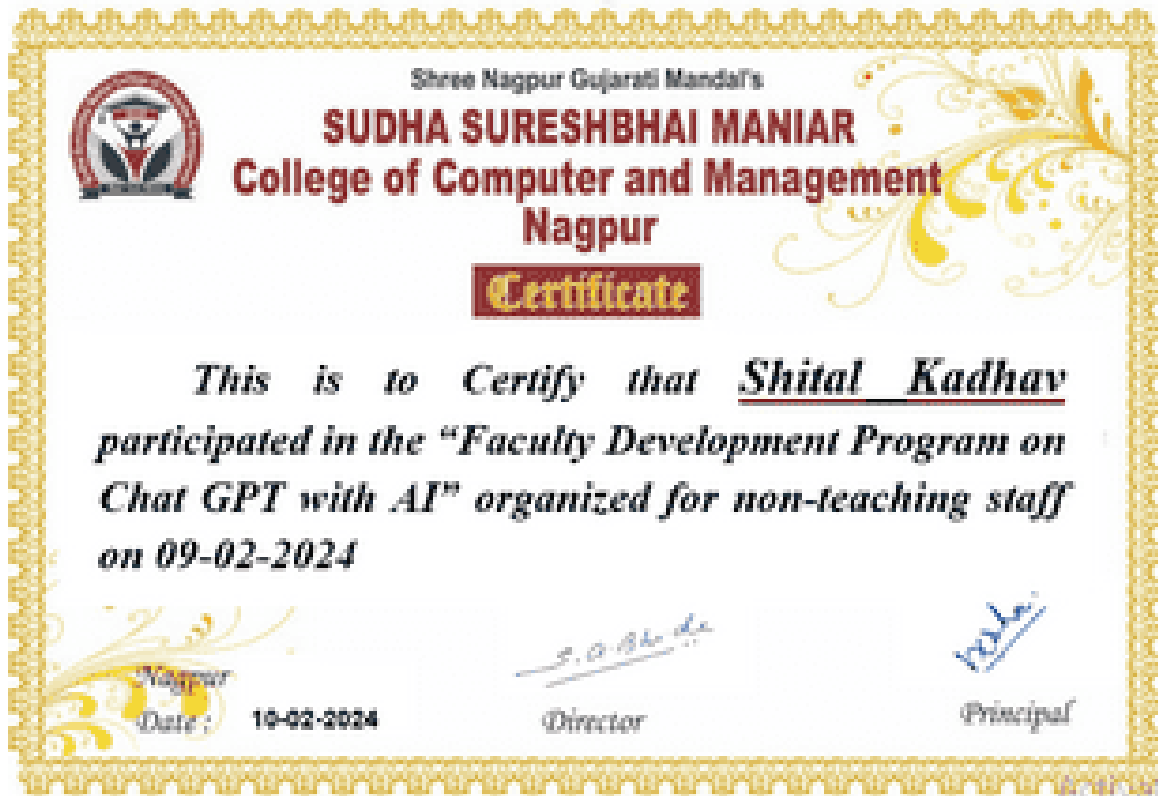 Shree Nagpur Gujarati Mandal's
SUDHA SURESHBHAI MANIAR
College of Computer and Management
Nagpur
Certificate
This is to Certify that Shital Kadhav
participated in the "Faculty Development Program on
Chat GPT with AI" organized for non-teaching staff
on 09-02-2024
Nagpur
Date : 10-02-2024
Director
Principal